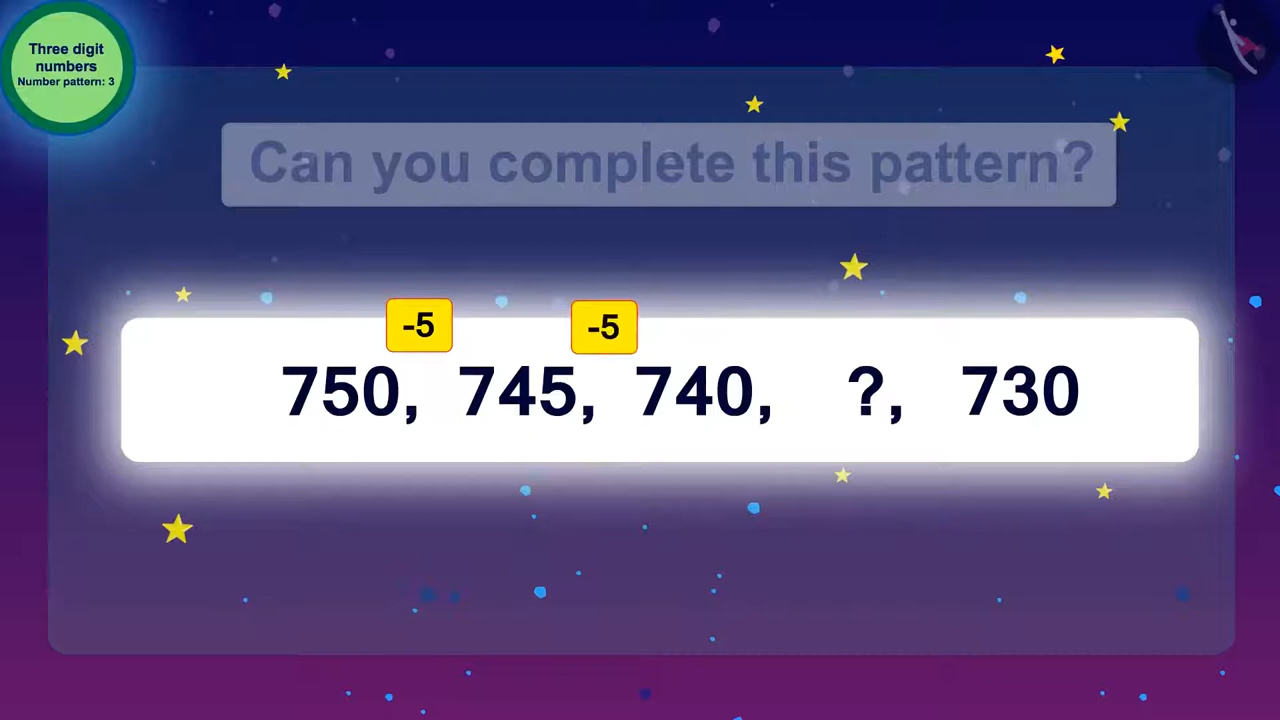 Three digit
numbers
Number pattern: 3
Can you complete this pattern?
-5 -5
750, 745, 740, ?, 730